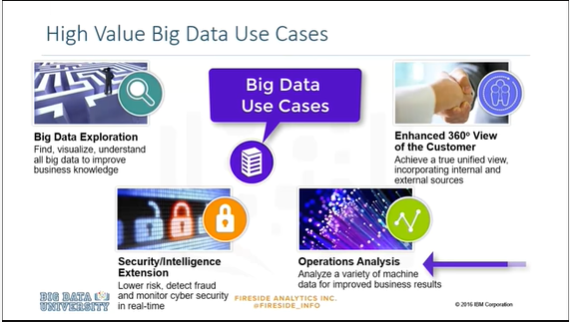 High Value Big Data Use Cases
Big Data
Use Cases
Big Data Exploration
Find, visualize, understand
all big data to improve
business knowledge
Enhanced 360º View
of the Customer
Achieve a true unified view,
incorporating internal and
external sources
Security/Intelligence
Extension
Lower risk, detect fraud
and monitor cyber security
in real-time
Operations Analysis
Analyze a variety of machine
data for improved business results
BIG DATA
UNIVERSITY
FIRESIDE ANALYTICS INC.
@FIRESIDE_INFO
© 2016 IBM Corporation